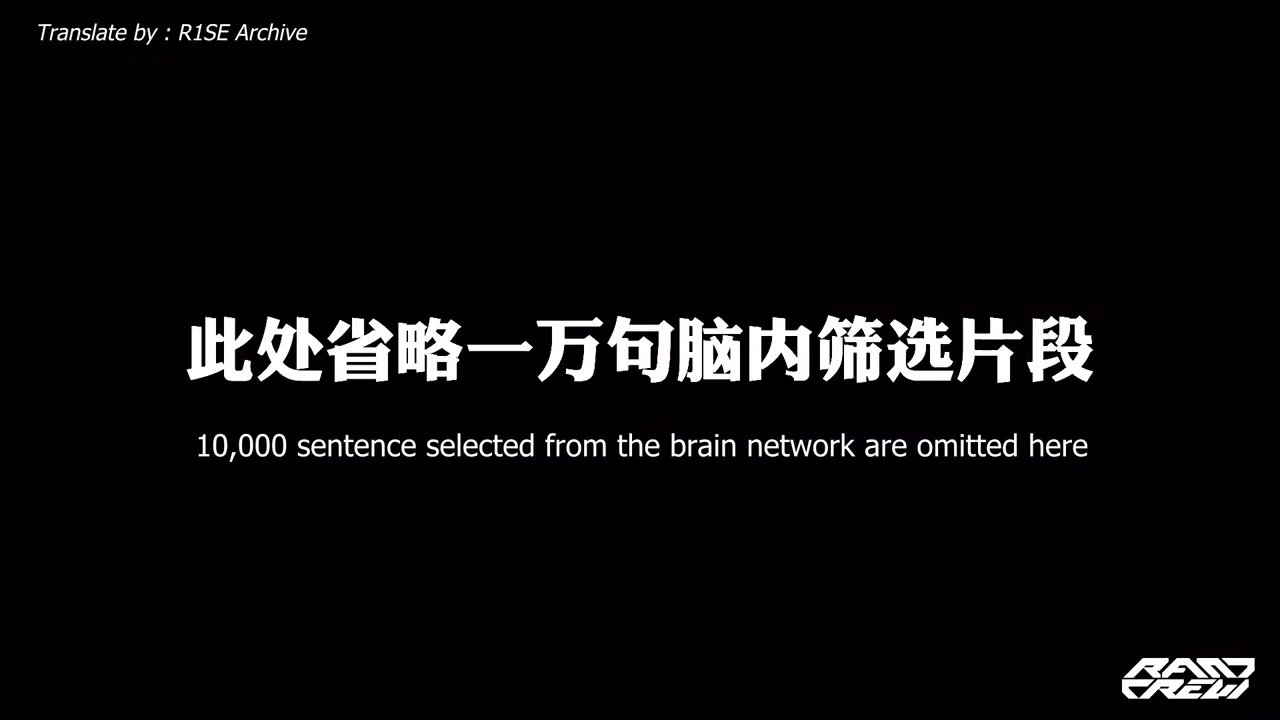 Translate by : R1SE Archive
此处省略一万句脑内筛选片段
10,000 sentence selected from the brain network are omitted here
CREW